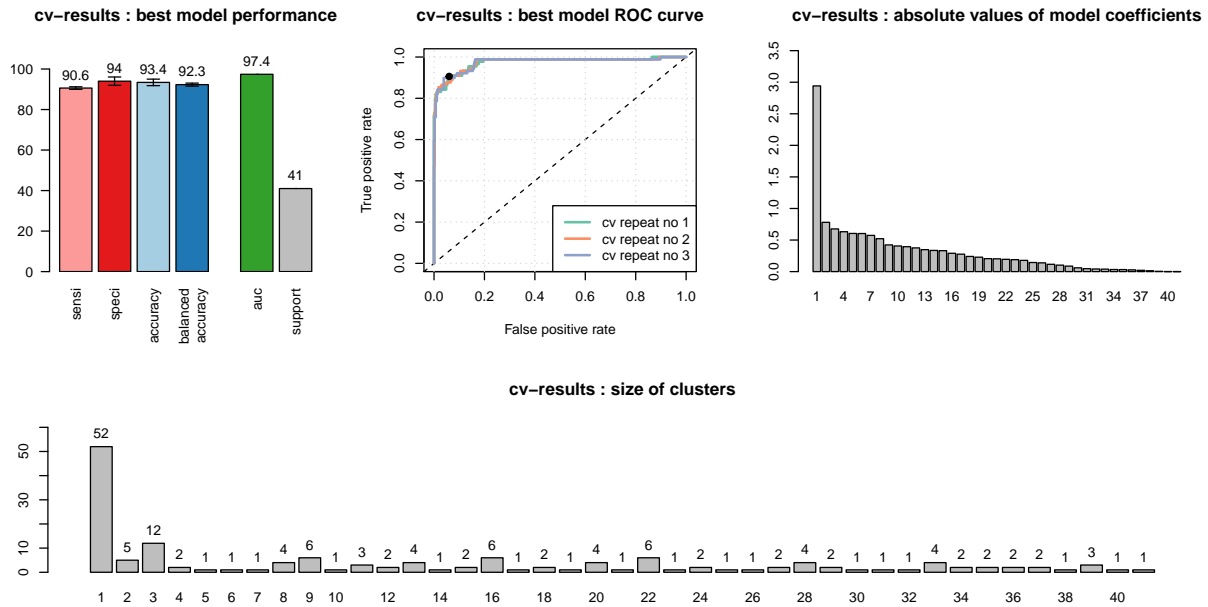 cv−results : best model performance
100
80
60
40
20
0
90.6
94
93.4
92.3
97.4
41
sensi
speci
accuracy
balanced
accuracy
auc
support
cv−results : best model ROC curve
True positive rate
1.0
0.8
0.6
0.4
0.2
0.0
cv repeat no 1
cv repeat no 2
cv repeat no 3
0.0 0.2 0.4 0.6 0.8 1.0
False positive rate
cv−results : absolute values of model coefficients
3.5
3.0
2.5
2.0
1.5
1.0
0.5
0.0
1 4 7 10 13 16 19 22 25 28 31 34 37 40
cv−results : size of clusters
50
30
10
0
52 5 12 2 1 1 1 4 6 1 3 2 4 1 2 6 1 2 1 4 1 6 1 2 1 1 2 4 2 1 1 1 4 2 2 2 2 1 3 1 1
1 2 3 4 5 6 7 8 9 10 12 14 16 18 20 22 24 26 28 30 32 34 36 38 40